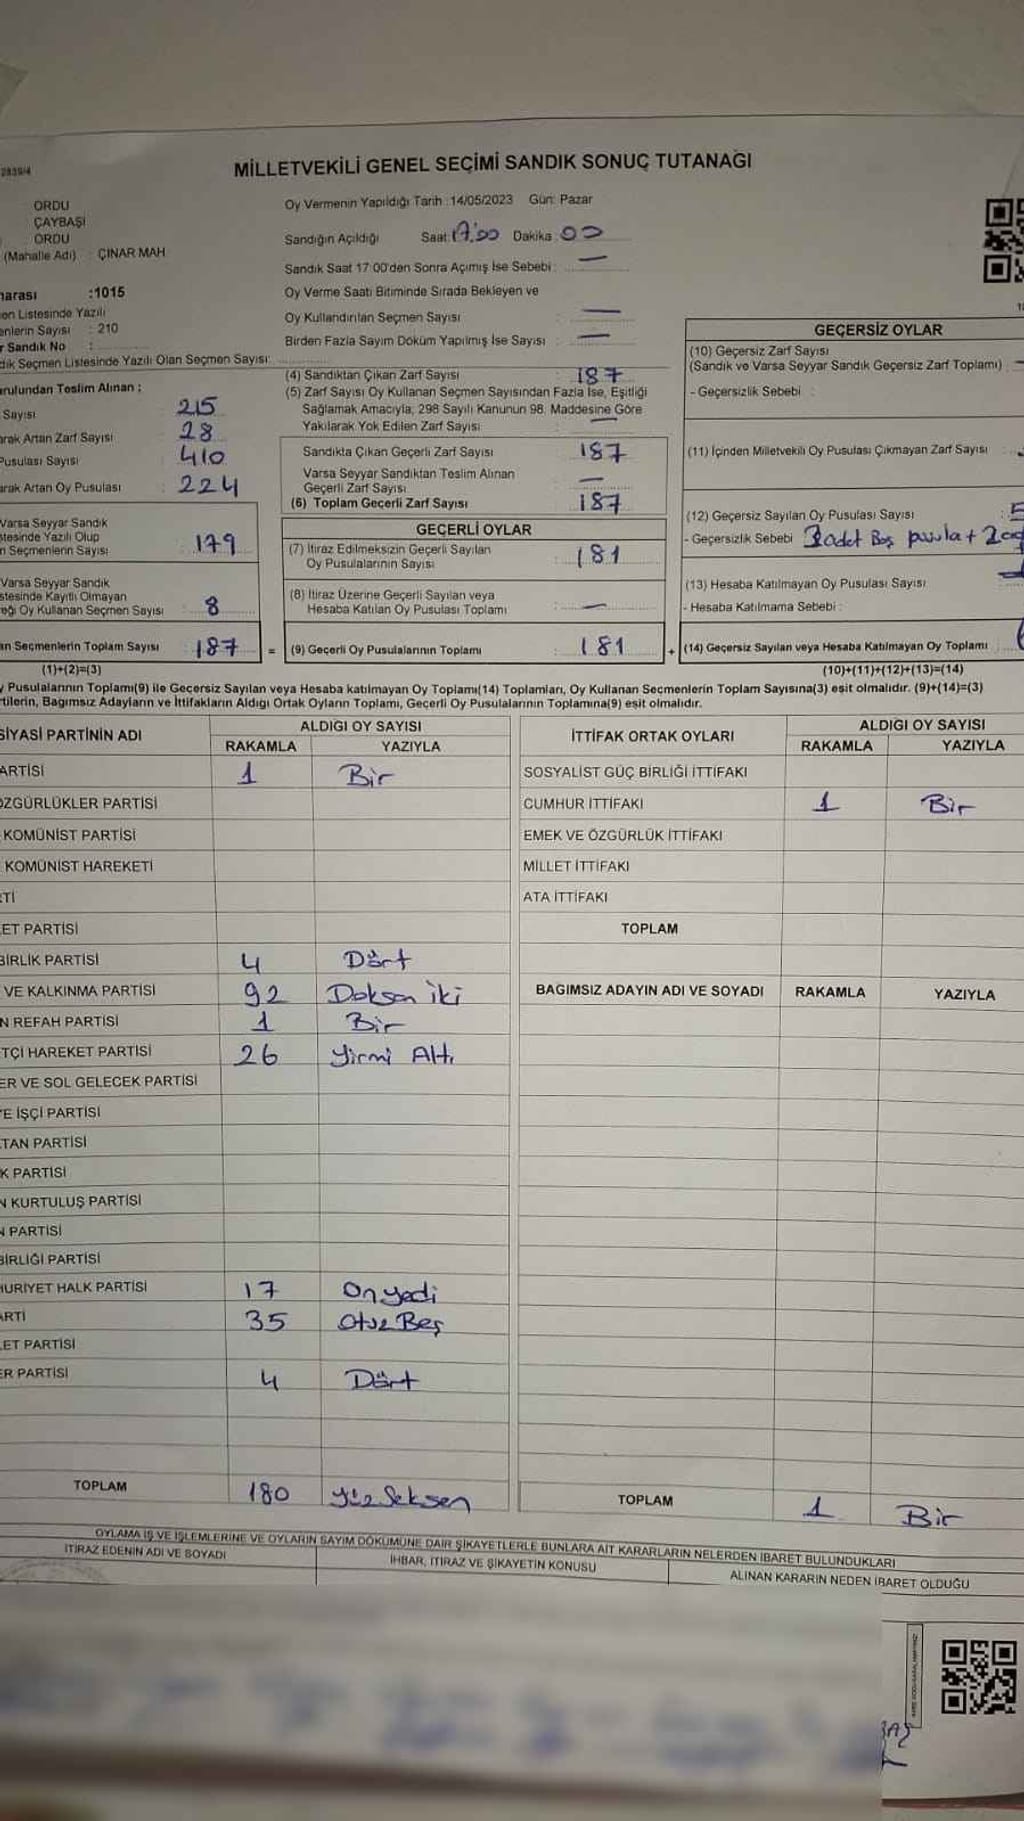 2839/4
MİLLETVEKİLİ GENEL SEÇİMİ SANDIK SONUÇ TUTANAĞI
ORDU
ÇAYBAŞI
ORDU
(Mahalle Adı) : ÇINAR MAH
arası :1015
en Listesinde Yazılı
enlerin Sayısı : 210
r Sandık No :
dık Seçmen Listesinde Yazılı Olan Seçmen Sayısı:
urulundan Teslim Alınan :
Sayısı 215
arak Artan Zarf Sayısı 28
Pusulası Sayısı 410
arak Artan Oy Pusulası : 224
Varsa Seyyar Sandık
stesinde Yazılı Olup
n Seçmenlerin Sayısı : 179
Varsa Seyyar Sandık
stesinde Kayıtlı Olmayan
reği Oy Kullanan Seçmen Sayısı : 8
an Seçmenlerin Toplam Sayısı : 187 =
(1)+(2)=(3)
Oy Vermenin Yapıldığı Tarih :14/05/2023 Gün: Pazar
Sandığın Açıldığı Saat: 17:00 Dakika: 00
Sandık Saat 17:00'den Sonra Açımış İse Sebebi : —
Oy Verme Saati Bitiminde Sırada Bekleyen ve
Oy Kullandırılan Seçmen Sayısı : —
Birden Fazla Sayım Döküm Yapılmış İse Sayısı : —
(4) Sandıktan Çıkan Zarf Sayısı : 187
(5) Zarf Sayısı Oy Kullanan Seçmen Sayısından Fazla İse, Eşitliği
Sağlamak Amacıyla; 298 Sayılı Kanunun 98. Maddesine Göre
Yakılarak Yok Edilen Zarf Sayısı : —
Sandıkta Çıkan Geçerli Zarf Sayısı : 187
Varsa Seyyar Sandıktan Teslim Alınan
Geçerli Zarf Sayısı : —
(6) Toplam Geçerli Zarf Sayısı : 187
GEÇERLİ OYLAR
(7) İtiraz Edilmeksizin Geçerli Sayılan
Oy Pusulalarının Sayısı : 181
(8) İtiraz Üzerine Geçerli Sayılan veya
Hesaba Katılan Oy Pusulası Toplamı : —
(9) Geçerli Oy Pusulalarının Toplamı : 181 +
GEÇERSİZ OYLAR
(10) Geçersiz Zarf Sayısı
(Sandık ve Varsa Seyyar Sandık Geçersiz Zarf Toplamı) :
- Geçersizlik Sebebi :
(11) İçinden Milletvekili Oy Pusulası Çıkmayan Zarf Sayısı :
(12) Geçersiz Sayılan Oy Pusulası Sayısı : 5
- Geçersizlik Sebebi : 3 adet Boş pusula +
(13) Hesaba Katılmayan Oy Pusulası Sayısı
- Hesaba Katılmama Sebebi :
(14) Geçersiz Sayılan veya Hesaba Katılmayan Oy Toplamı :
(10)+(11)+(12)+(13)=(14)
y Pusulalarının Toplamı(9) ile Geçersiz Sayılan veya Hesaba katılmayan Oy Toplamı(14) Toplamları, Oy Kullanan Seçmenlerin Toplam Sayısına(3) eşit olmalıdır. (9)+(14)=(3)
rtilerin, Bağımsız Adayların ve İttifakların Aldığı Ortak Oyların Toplamı, Geçerli Oy Pusulalarının Toplamına(9) eşit olmalıdır.
SİYASİ PARTİNİN ADI ALDIĞI OY SAYISI
RAKAMLA YAZIYLA
ARTİSİ 1 Bir
ÖZGÜRLÜKLER PARTİSİ
KOMÜNİST PARTİSİ
KOMÜNİST HAREKETİ
Tİ
ET PARTİSİ
BİRLİK PARTİSİ 4 Dört
VE KALKINMA PARTİSİ 92 Doksan iki
N REFAH PARTİSİ 1 Bir
TÇİ HAREKET PARTİSİ 26 Yirmi Altı
ER VE SOL GELECEK PARTİSİ
E İŞÇİ PARTİSİ
TAN PARTİSİ
K PARTİSİ
N KURTULUŞ PARTİSİ
N PARTİSİ
BİRLİĞİ PARTİSİ
HURİYET HALK PARTİSİ 17 Onyedi
ARTİ 35 Otuz Beş
ET PARTİSİ
ER PARTİSİ 4 Dört
TOPLAM 180 Yüz Seksen
İTTİFAK ORTAK OYLARI ALDIĞI OY SAYISI
RAKAMLA YAZIYLA
SOSYALİST GÜÇ BİRLİĞİ İTTİFAKI
CUMHUR İTTİFAKI 1 Bir
EMEK VE ÖZGÜRLÜK İTTİFAKI
MİLLET İTTİFAKI
ATA İTTİFAKI
TOPLAM
BAĞIMSIZ ADAYIN ADI VE SOYADI RAKAMLA YAZIYLA
TOPLAM 1 Bir
OYLAMA İŞ VE İŞLEMLERİNE VE OYLARIN SAYIM DÖKÜMÜNE DAİR ŞİKAYETLERLE BUNLARA AİT KARARLARIN NELERDEN İBARET BULUNDUKLARI
İTİRAZ EDENİN ADI VE SOYADI İHBAR, İTİRAZ VE ŞİKAYETİN KONUSU ALINAN KARARIN NEDEN İBARET OLDUĞU